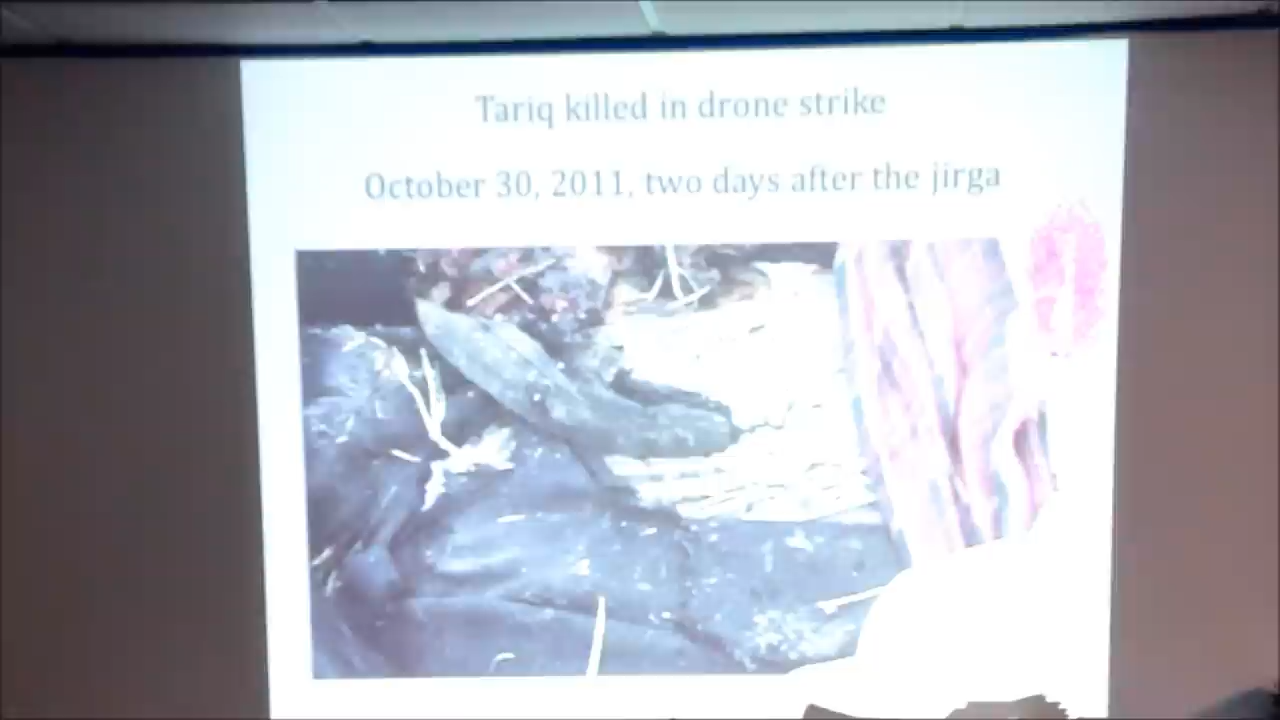 Tariq killed in drone strike
October 30, 2011, two days after the jirga